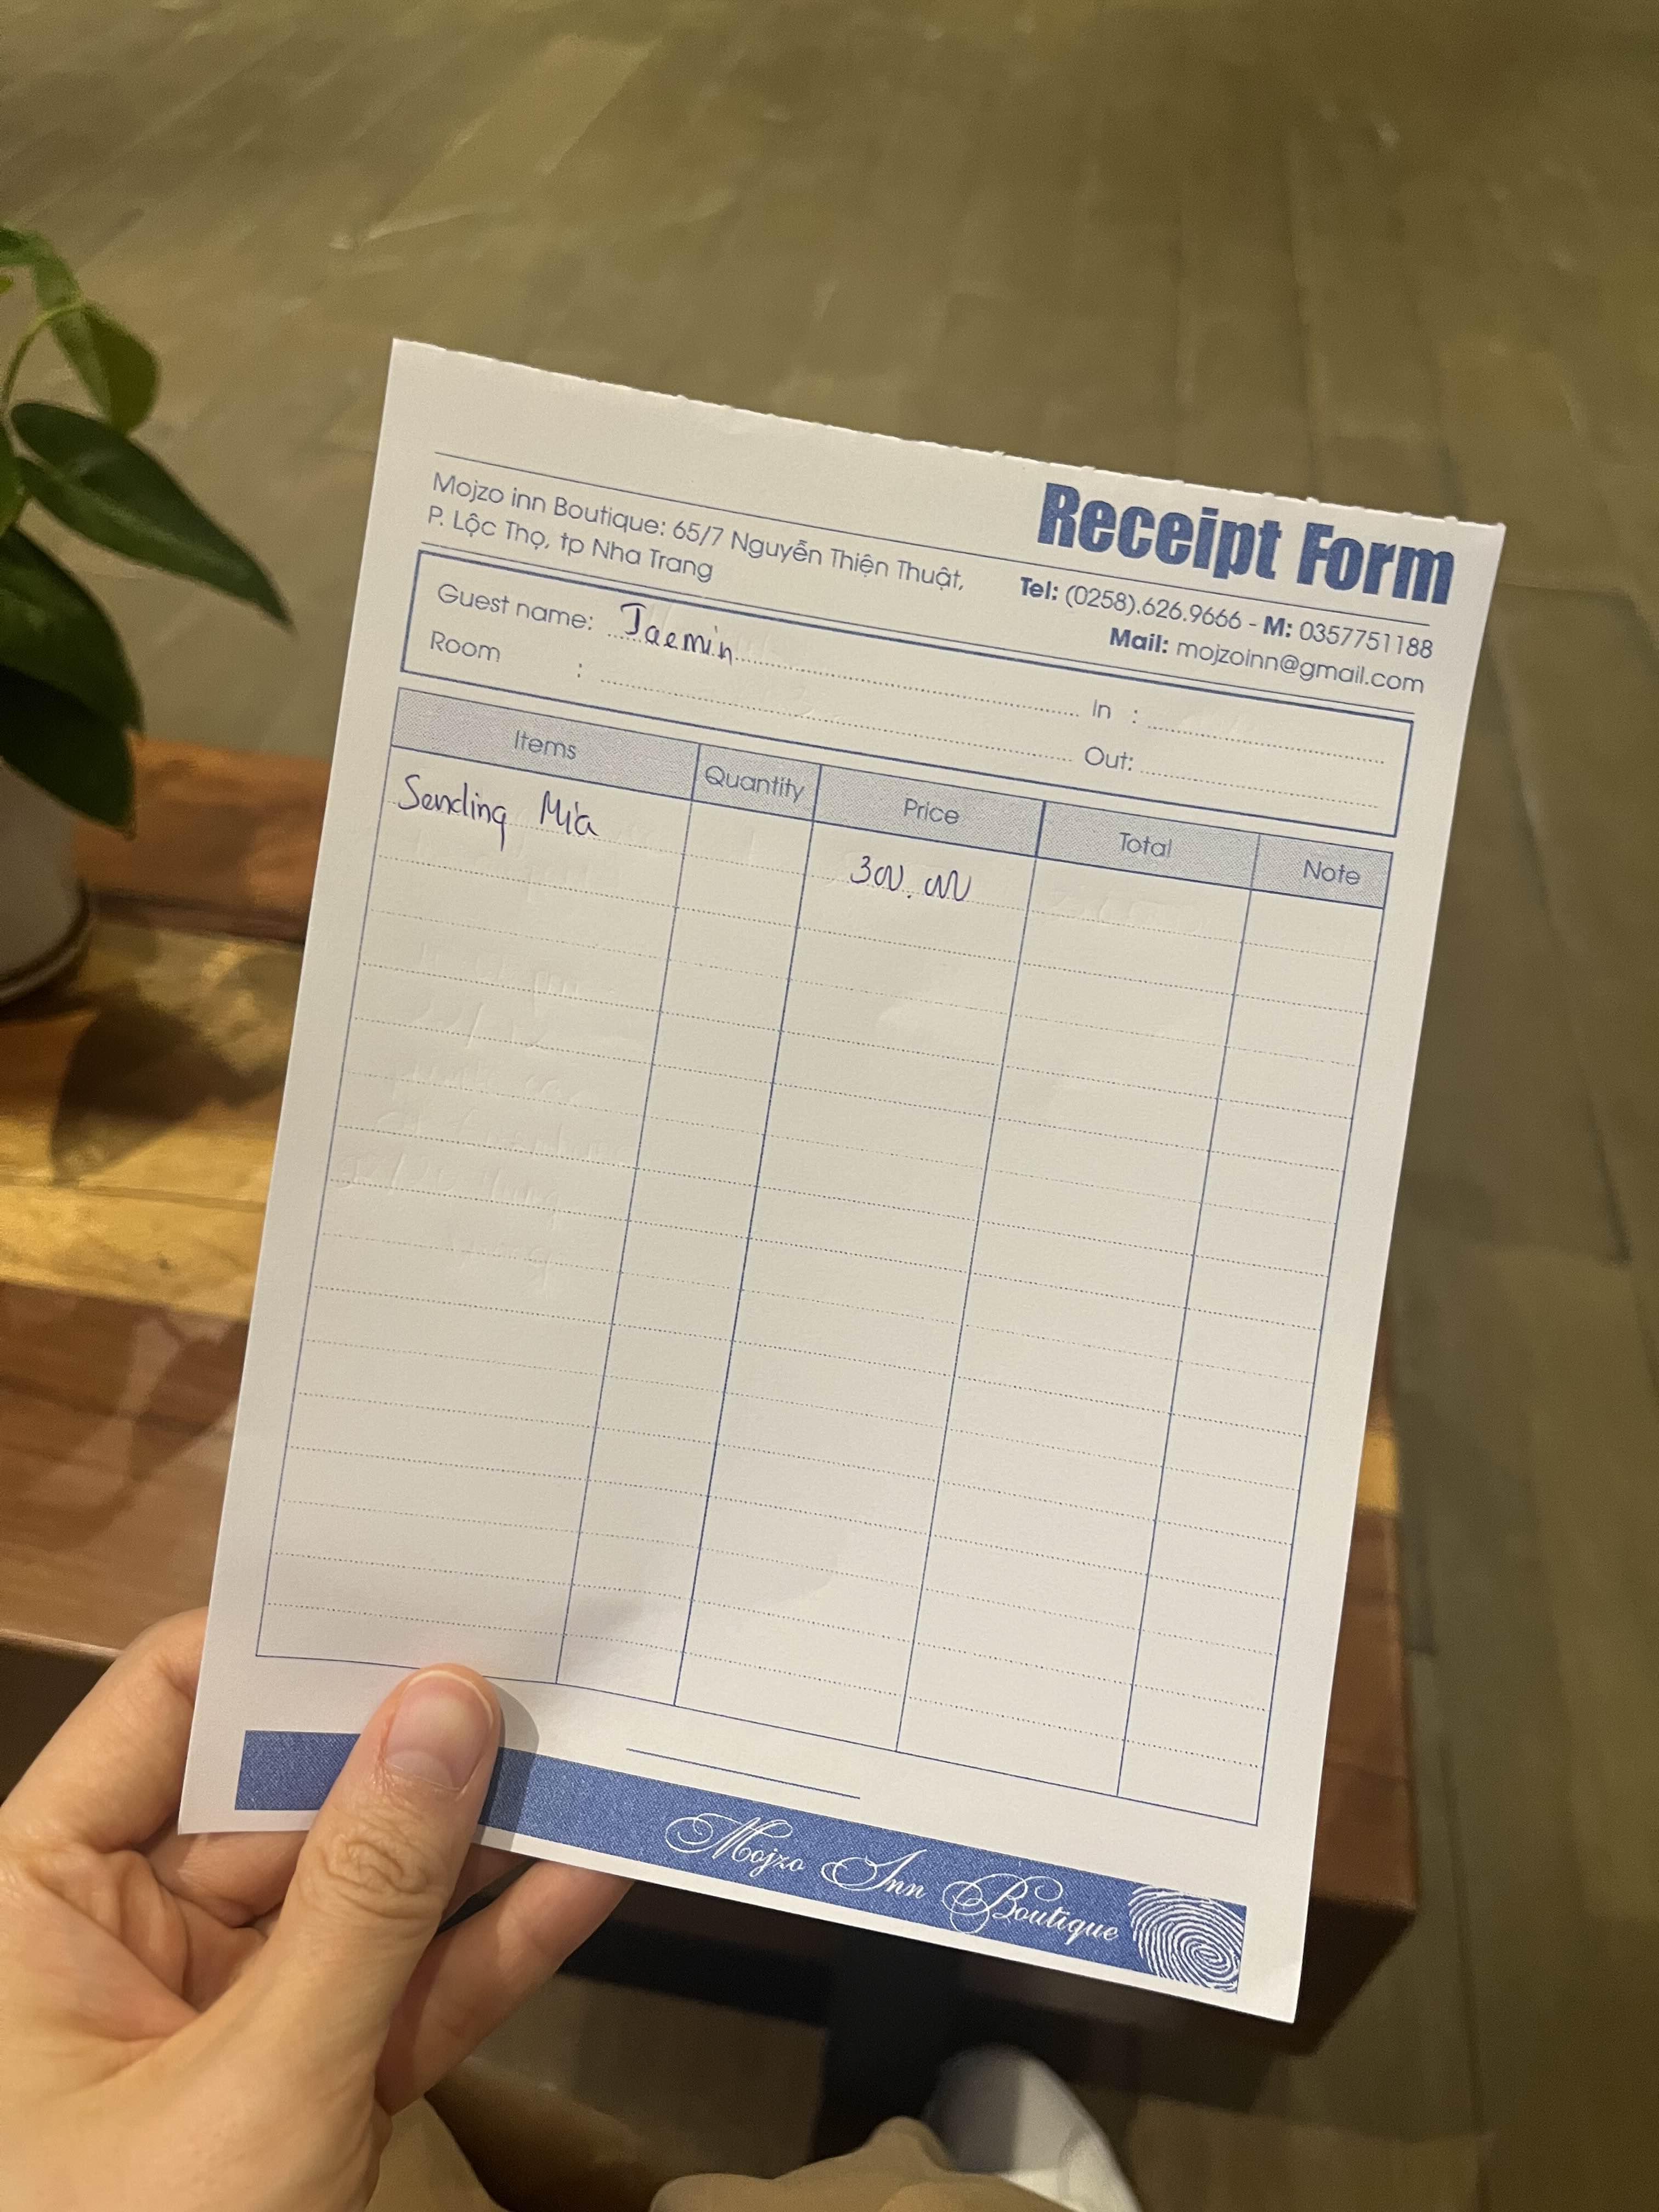 Receipt Form
Mojzo inn Boutique: 65/7 Nguyễn Thiện Thuật,
P. Lộc Thọ, tp Nha Trang
Tel: (0258).626.9666 - M: 0357751188
Mail: mojzoinn@gmail.com
Guest name: Jaemin In :
Room : Out:
Items Quantity Price Total Note
Sending Mia 300.000
Mojzo Inn Boutique